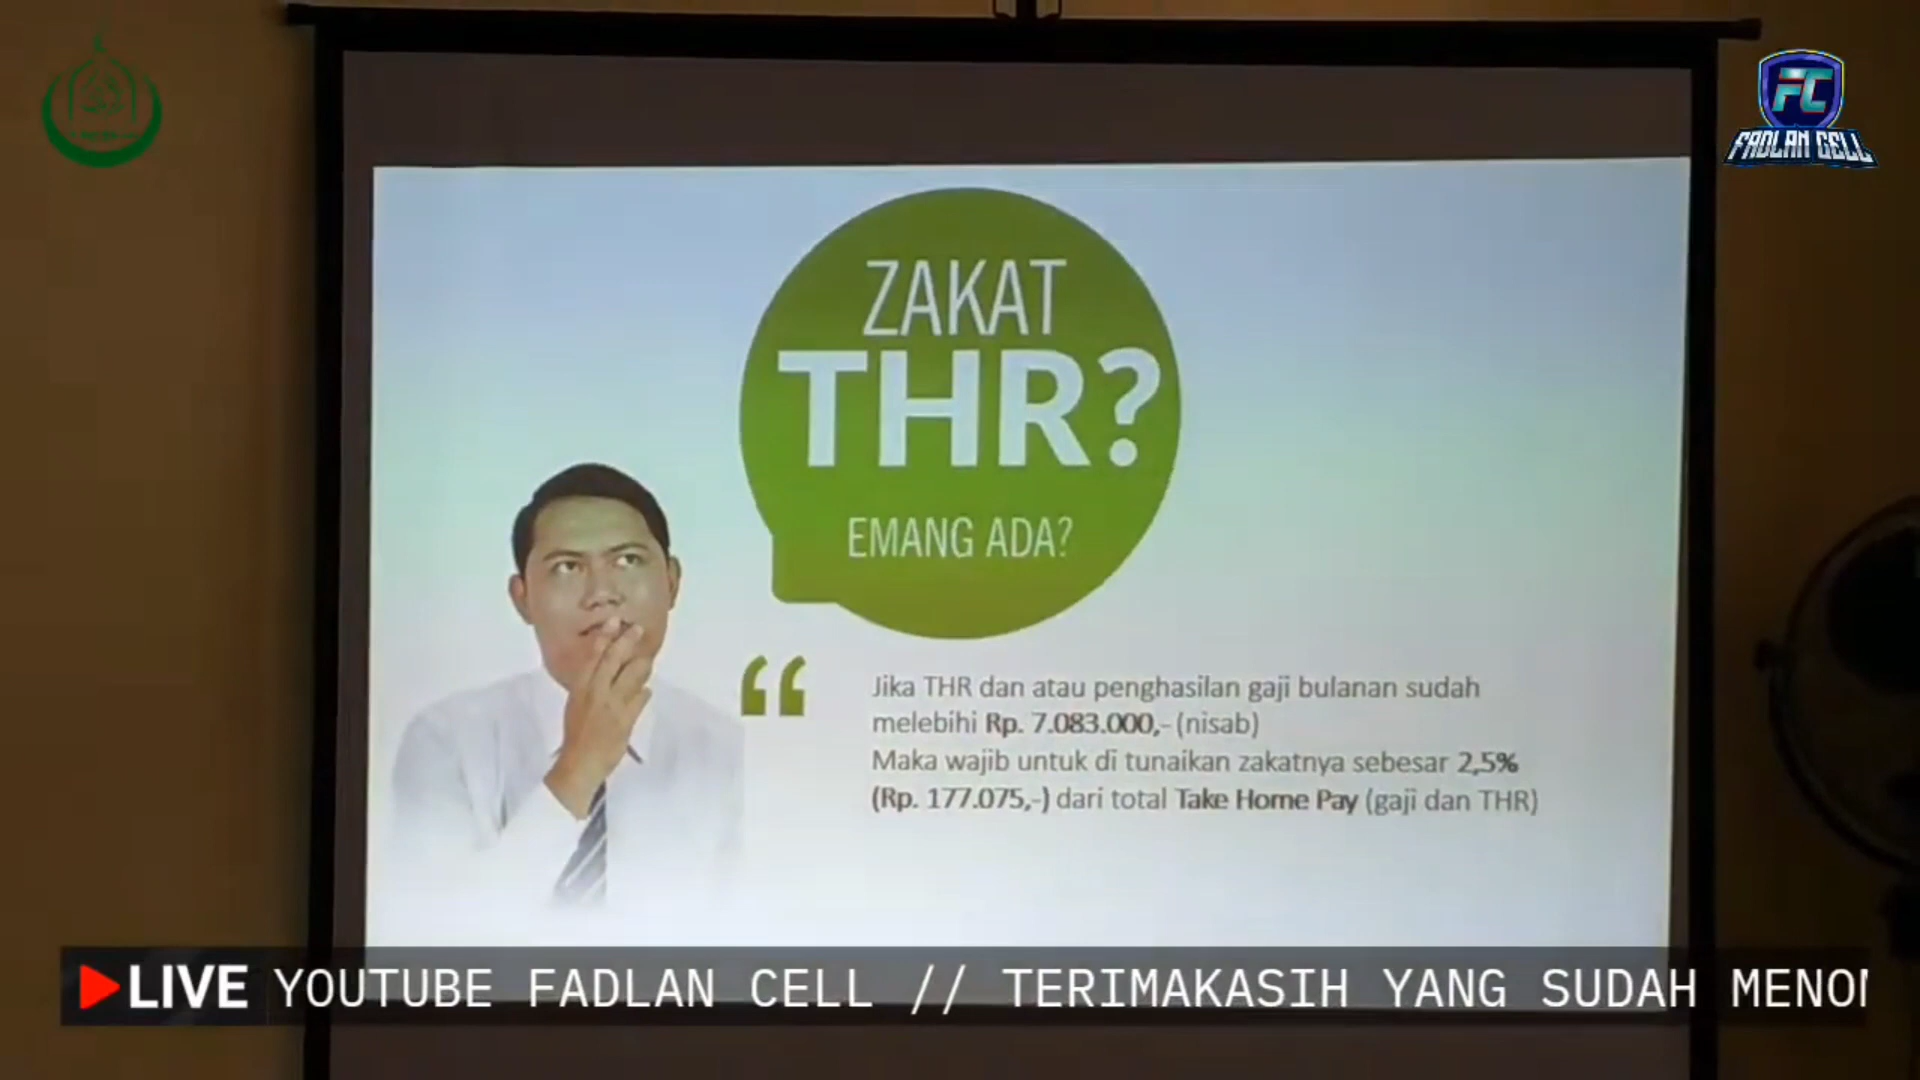 FC
FADLAN CELL
ZAKAT
THR?
EMANG ADA?
“
Jika THR dan atau penghasilan gaji bulanan sudah
melebihi Rp. 7.083.000,- (nisab)
Maka wajib untuk di tunaikan zakatnya sebesar 2,5%
(Rp. 177.075,-) dari total Take Home Pay (gaji dan THR)
LIVE YOUTUBE FADLAN CELL // TERIMAKASIH YANG SUDAH